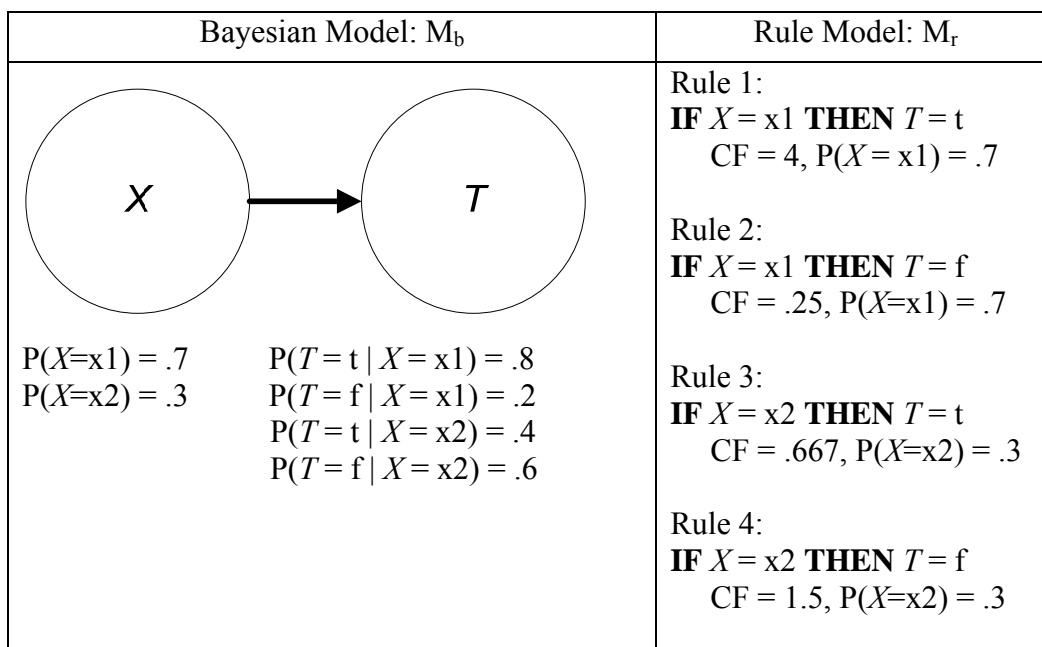 Bayesian Model: Mb
Rule Model: Mr
X
T
P(X=x1) = .7
P(X=x2) = .3
P(T = t | X = x1) = .8
P(T = f | X = x1) = .2
P(T = t | X = x2) = .4
P(T = f | X = x2) = .6
Rule 1:
IF X = x1 THEN T = t
CF = 4, P(X = x1) = .7
Rule 2:
IF X = x1 THEN T = f
CF = .25, P(X=x1) = .7
Rule 3:
IF X = x2 THEN T = t
CF = .667, P(X=x2) = .3
Rule 4:
IF X = x2 THEN T = f
CF = 1.5, P(X=x2) = .3